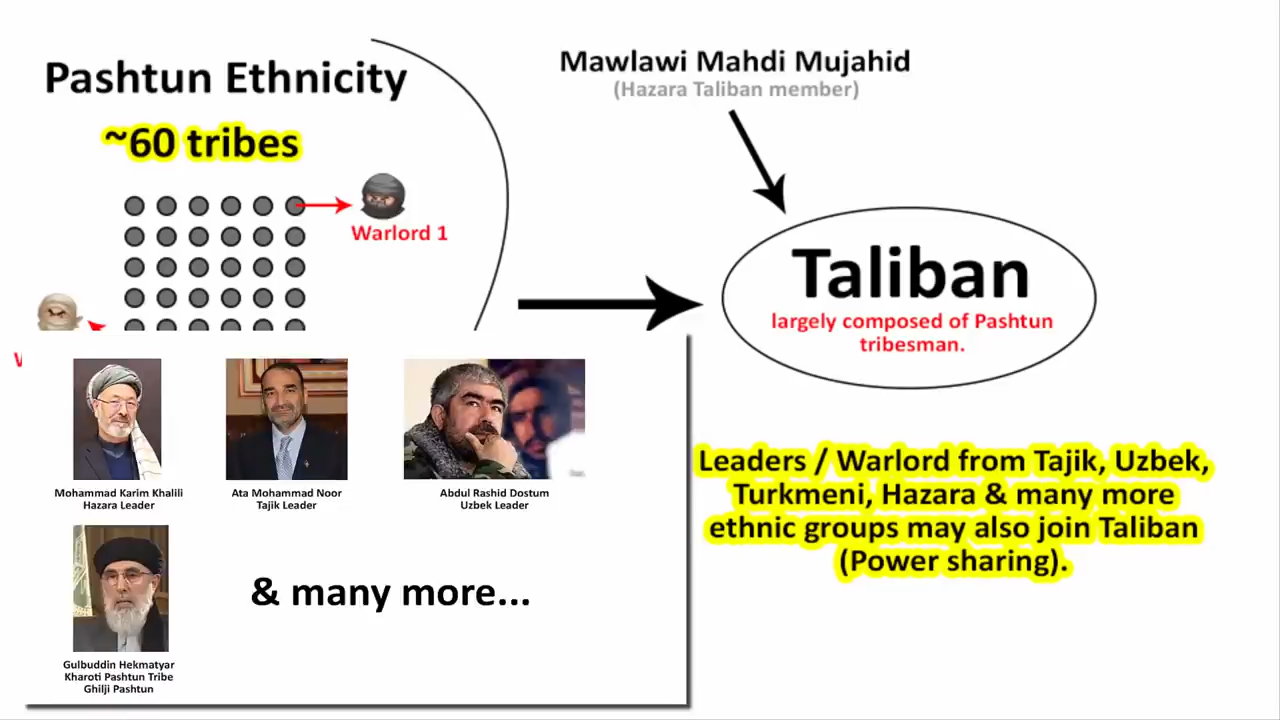 Pashtun Ethnicity
~60 tribes
Warlord 1
Mawlawi Mahdi Mujahid
(Hazara Taliban member)
Taliban
largely composed of Pashtun
tribesman.
Mohammad Karim Khalili
Hazara Leader
Ata Mohammad Noor
Tajik Leader
Abdul Rashid Dostum
Uzbek Leader
Gulbuddin Hekmatyar
Kharoti Pashtun Tribe
Ghilji Pashtun
& many more...
Leaders / Warlord from Tajik, Uzbek,
Turkmeni, Hazara & many more
ethnic groups may also join Taliban
(Power sharing).